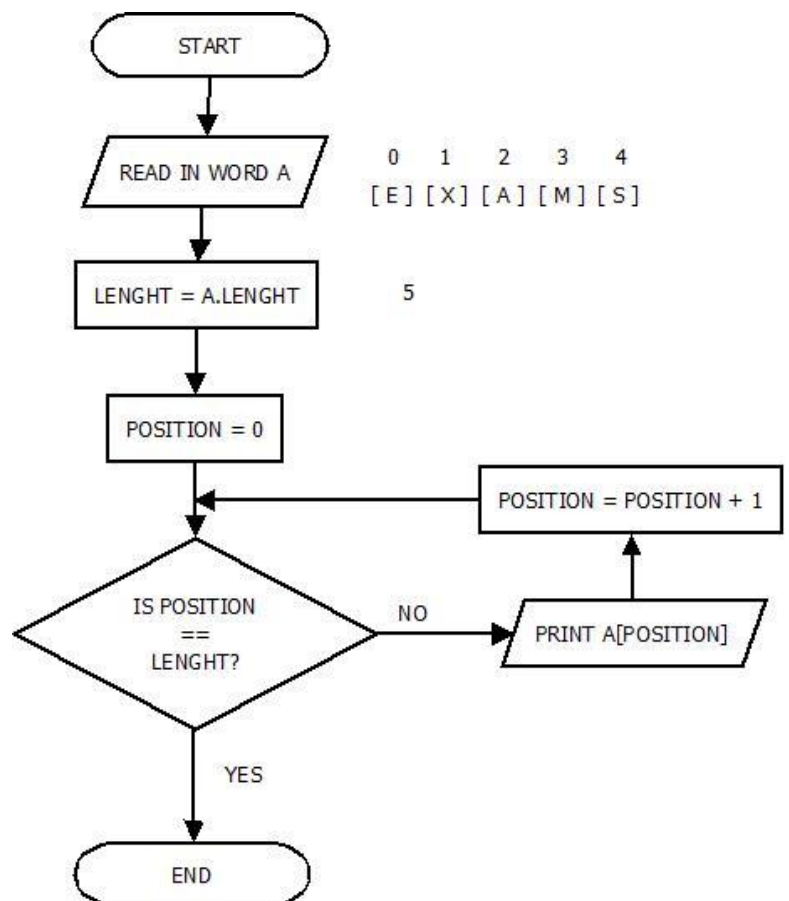 START
READ IN WORD A
0 1 2 3 4
[ E ] [ X ] [ A ] [ M ] [ S ]
LENGHT = A.LENGHT
5
POSITION = 0
POSITION = POSITION + 1
IS POSITION
==
LENGHT?
NO
PRINT A[POSITION]
YES
END